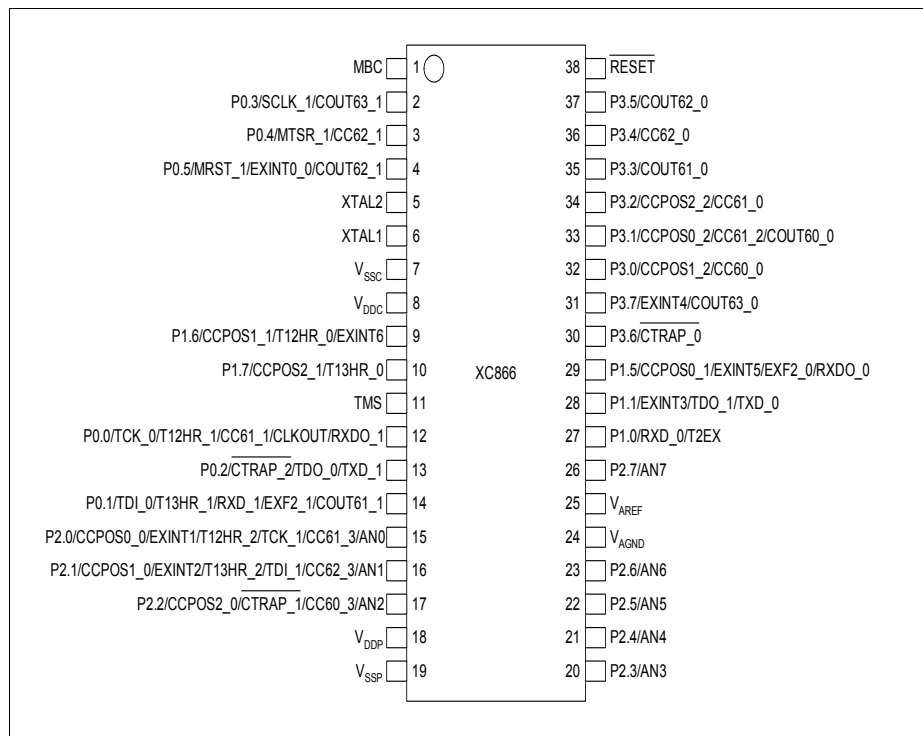 MBC 1 38 RESET
P0.3/SCLK_1/COUT63_1 2 37 P3.5/COUT62_0
P0.4/MTSR_1/CC62_1 3 36 P3.4/CC62_0
P0.5/MRST_1/EXINT0_0/COUT62_1 4 35 P3.3/COUT61_0
XTAL2 5 34 P3.2/CCPOS2_2/CC61_0
XTAL1 6 33 P3.1/CCPOS0_2/CC61_2/COUT60_0
VSSC 7 32 P3.0/CCPOS1_2/CC60_0
VDDC 8 31 P3.7/EXINT4/COUT63_0
P1.6/CCPOS1_1/T12HR_0/EXINT6 9 30 P3.6/CTRAP_0
P1.7/CCPOS2_1/T13HR_0 10 XC866 29 P1.5/CCPOS0_1/EXINT5/EXF2_0/RXDO_0
TMS 11 28 P1.1/EXINT3/TDO_1/TXD_0
P0.0/TCK_0/T12HR_1/CC61_1/CLKOUT/RXDO_1 12 27 P1.0/RXD_0/T2EX
P0.2/CTRAP_2/TDO_0/TXD_1 13 26 P2.7/AN7
P0.1/TDI_0/T13HR_1/RXD_1/EXF2_1/COUT61_1 14 25 VAREF
P2.0/CCPOS0_0/EXINT1/T12HR_2/TCK_1/CC61_3/AN0 15 24 VAGND
P2.1/CCPOS1_0/EXINT2/T13HR_2/TDI_1/CC62_3/AN1 16 23 P2.6/AN6
P2.2/CCPOS2_0/CTRAP_1/CC60_3/AN2 17 22 P2.5/AN5
VDDP 18 21 P2.4/AN4
VSSP 19 20 P2.3/AN3